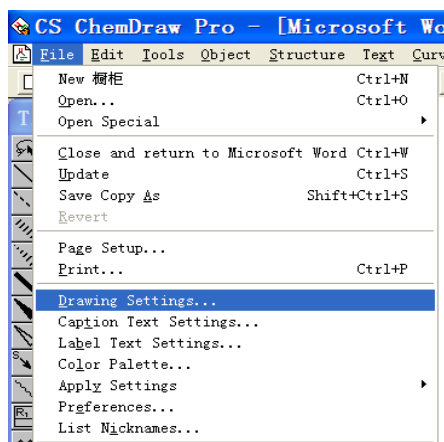 CS ChemDraw Pro - [Microsoft Wo
File Edit Tools Object Structure Text Curv
New 橱柜 Ctrl+N
Open... Ctrl+O
Open Special
Close and return to Microsoft Word Ctrl+W
Update Ctrl+S
Save Copy As Shift+Ctrl+S
Revert
Page Setup...
Print... Ctrl+P
Drawing Settings...
Caption Text Settings...
Label Text Settings...
Color Palette...
Apply Settings
Preferences...
List Nicknames...